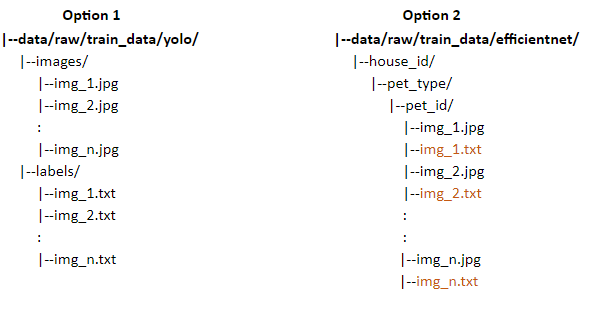 Option 1
|--data/raw/train_data/yolo/
|--images/
|--img_1.jpg
|--img_2.jpg
:
|--img_n.jpg
|--labels/
|--img_1.txt
|--img_2.txt
:
|--img_n.txt
Option 2
|--data/raw/train_data/efficientnet/
|--house_id/
|--pet_type/
|--pet_id/
|--img_1.jpg
|--img_1.txt
|--img_2.jpg
|--img_2.txt
:
:
|--img_n.jpg
|--img_n.txt